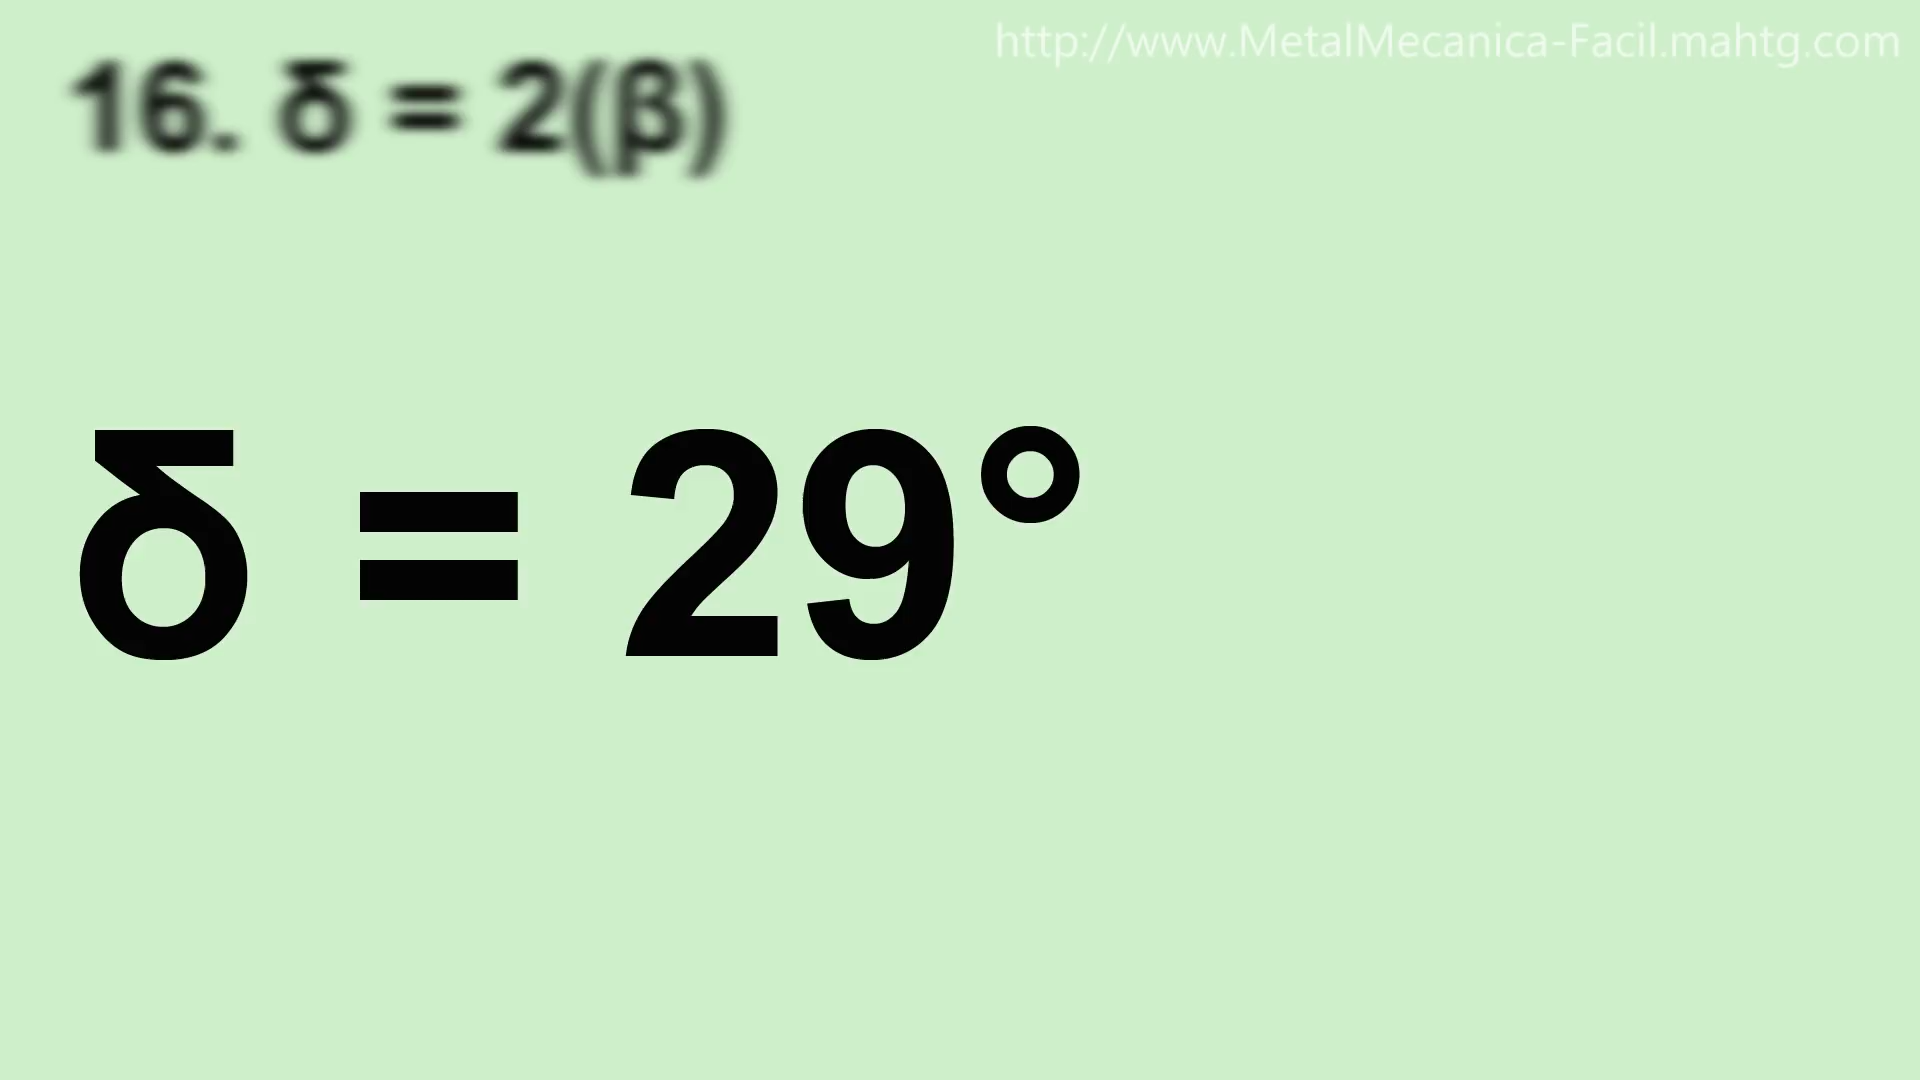 http://www.MetalMecanica-Facil.mahtg.com
16. δ = 2(β)
δ = 29°